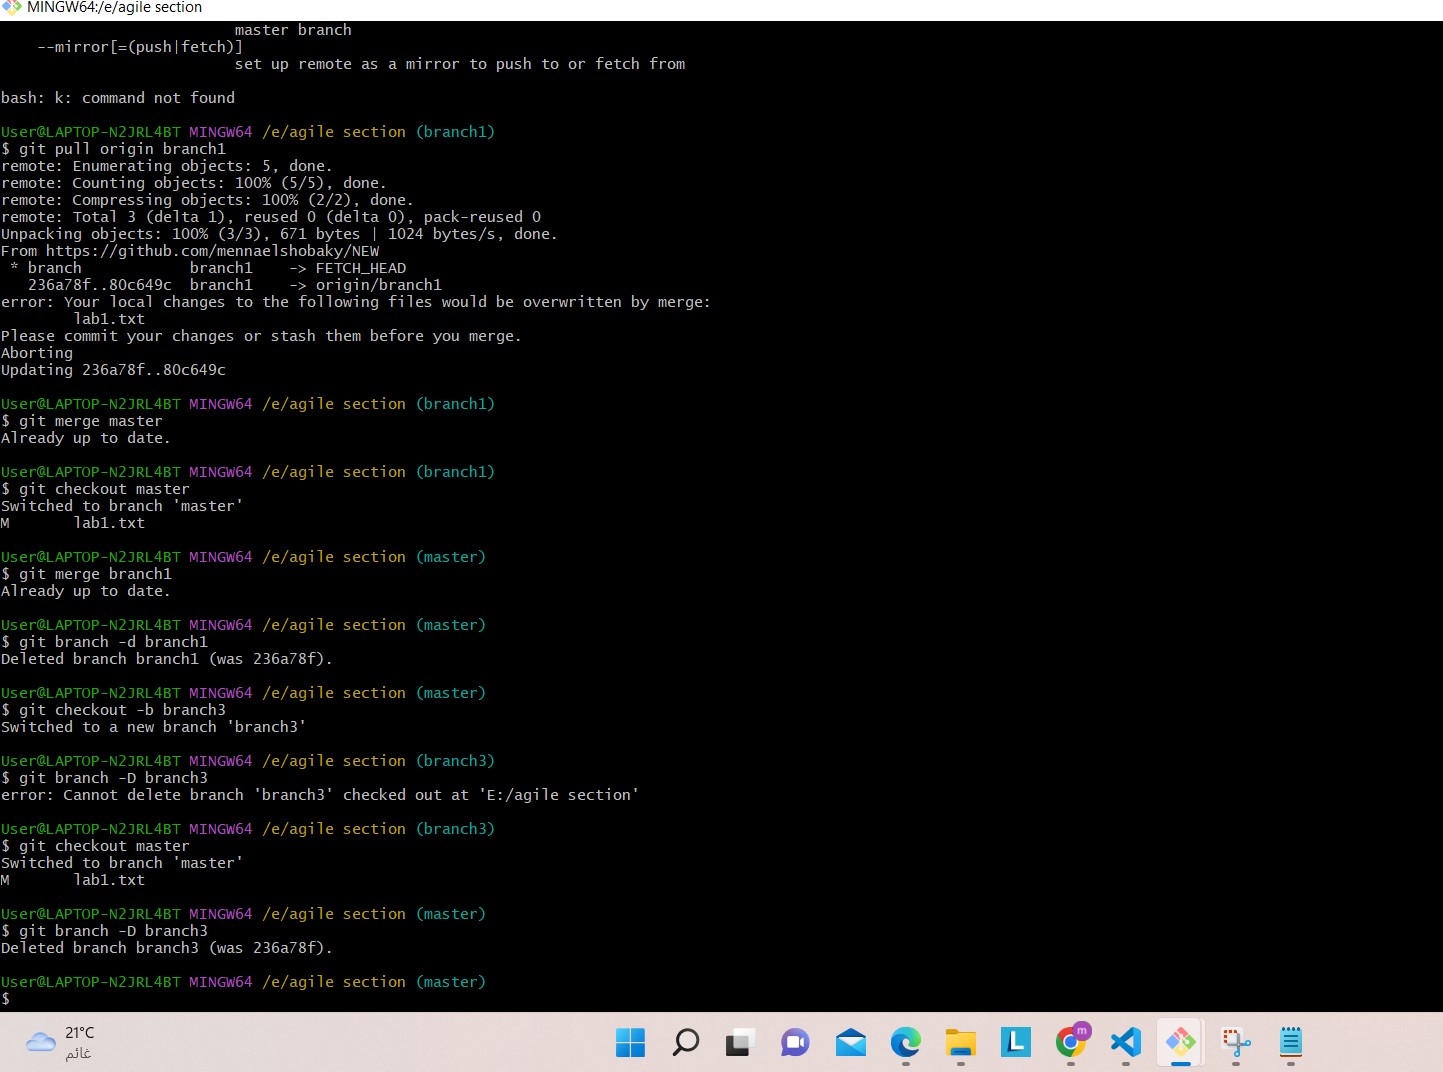 MINGW64:/e/agile section
master branch
--mirror[=(push|fetch)]
set up remote as a mirror to push to or fetch from
bash: k: command not found
User@LAPTOP-N2JRL4BT MINGW64 /e/agile section (branch1)
$ git pull origin branch1
remote: Enumerating objects: 5, done.
remote: Counting objects: 100% (5/5), done.
remote: Compressing objects: 100% (2/2), done.
remote: Total 3 (delta 1), reused 0 (delta 0), pack-reused 0
Unpacking objects: 100% (3/3), 671 bytes | 1024 bytes/s, done.
From https://github.com/mennaelshobaky/NEW
* branch branch1 -> FETCH_HEAD
236a78f..80c649c branch1 -> origin/branch1
error: Your local changes to the following files would be overwritten by merge:
lab1.txt
Please commit your changes or stash them before you merge.
Aborting
Updating 236a78f..80c649c
User@LAPTOP-N2JRL4BT MINGW64 /e/agile section (branch1)
$ git merge master
Already up to date.
User@LAPTOP-N2JRL4BT MINGW64 /e/agile section (branch1)
$ git checkout master
Switched to branch 'master'
M lab1.txt
User@LAPTOP-N2JRL4BT MINGW64 /e/agile section (master)
$ git merge branch1
Already up to date.
User@LAPTOP-N2JRL4BT MINGW64 /e/agile section (master)
$ git branch -d branch1
Deleted branch branch1 (was 236a78f).
User@LAPTOP-N2JRL4BT MINGW64 /e/agile section (master)
$ git checkout -b branch3
Switched to a new branch 'branch3'
User@LAPTOP-N2JRL4BT MINGW64 /e/agile section (branch3)
$ git branch -D branch3
error: Cannot delete branch 'branch3' checked out at 'E:/agile section'
User@LAPTOP-N2JRL4BT MINGW64 /e/agile section (branch3)
$ git checkout master
Switched to branch 'master'
M lab1.txt
User@LAPTOP-N2JRL4BT MINGW64 /e/agile section (master)
$ git branch -D branch3
Deleted branch branch3 (was 236a78f).
User@LAPTOP-N2JRL4BT MINGW64 /e/agile section (master)
$
21°C
غائم
L
m